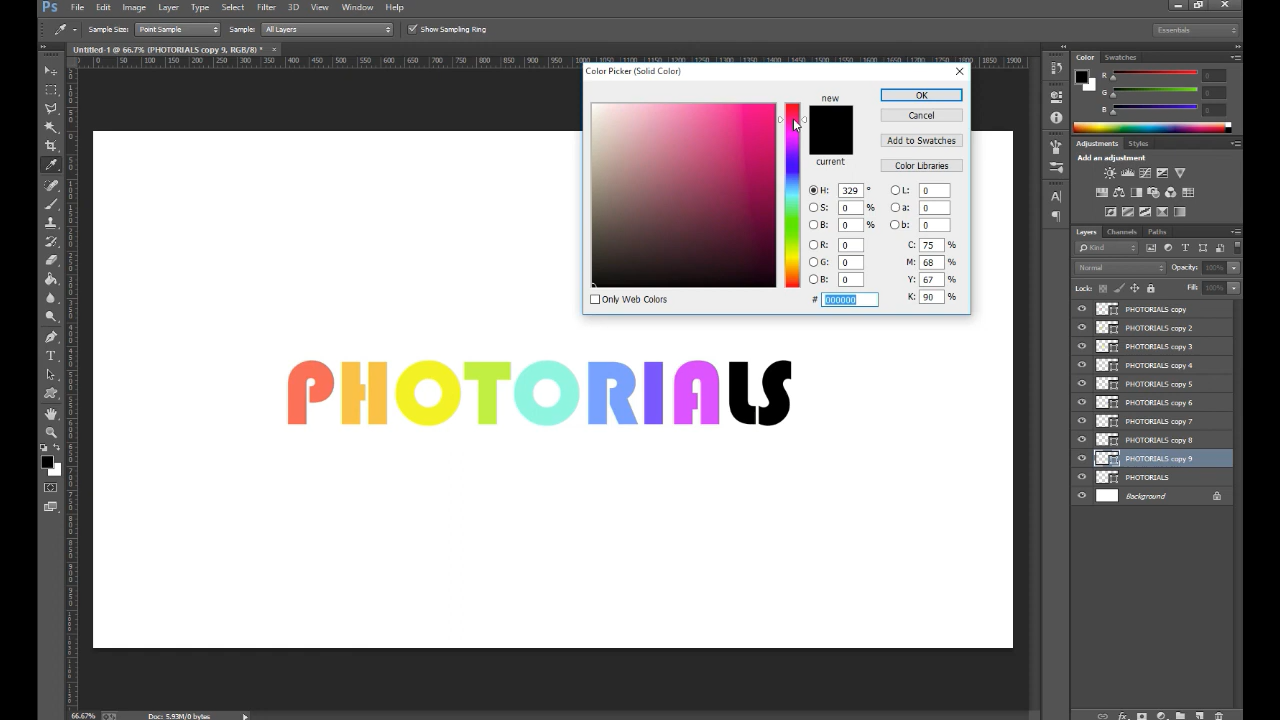 Ps File Edit Image Layer Type Select Filter 3D View Window Help
Sample Size: Point Sample Sample: All Layers Show Sampling Ring Essentials
Untitled-1 @ 66.7% (PHOTORIALS copy 9, RGB/8) * ×
Color Picker (Solid Color)
new
current
OK
Cancel
Add to Swatches
Color Libraries
H: 329 ° L: 0
S: 0 % a: 0
B: 0 % b: 0
R: 0 C: 75 %
G: 0 M: 68 %
B: 0 Y: 67 %
# 000000 K: 90 %
Only Web Colors
PHOTORIALS
Color Swatches
R 0
G 0
B 0
Adjustments Styles
Add an adjustment
Layers Channels Paths
Kind
Normal Opacity: 100%
Lock: Fill: 100%
PHOTORIALS copy
PHOTORIALS copy 2
PHOTORIALS copy 3
PHOTORIALS copy 4
PHOTORIALS copy 5
PHOTORIALS copy 6
PHOTORIALS copy 7
PHOTORIALS copy 8
PHOTORIALS copy 9
PHOTORIALS
Background
66.67% Doc: 5.93M/0 bytes